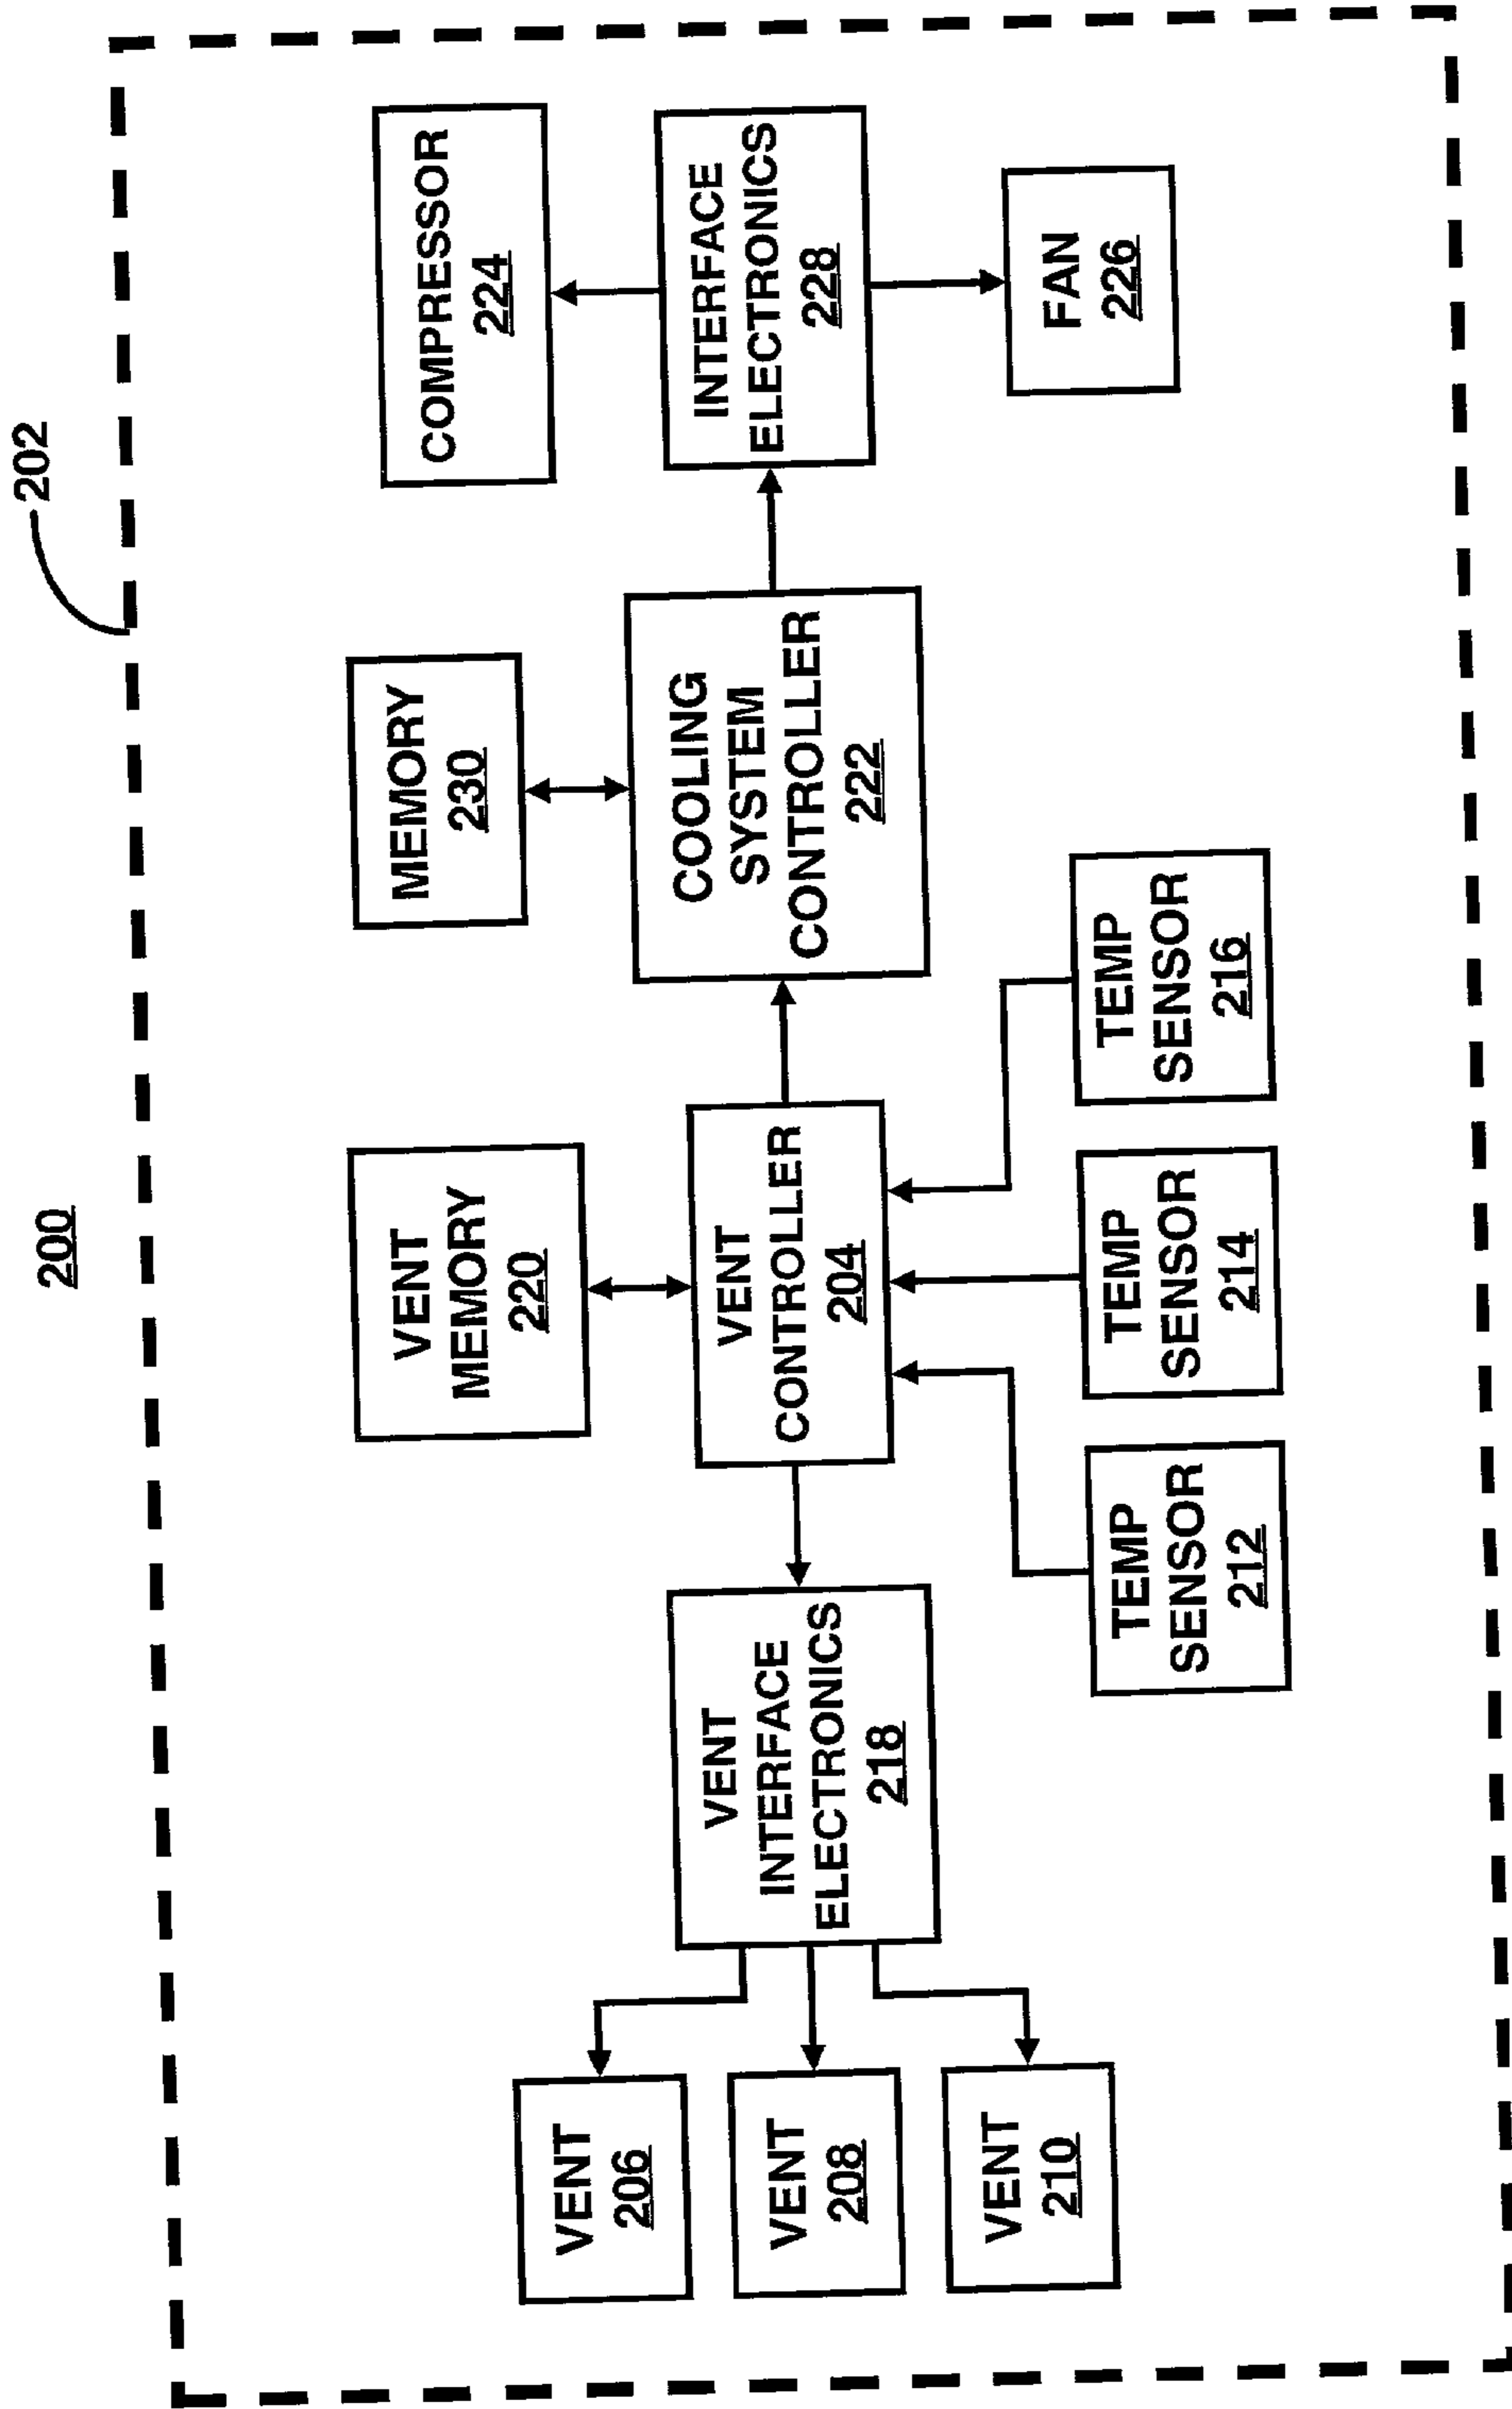 200
202
VENT
MEMORY
220
MEMORY
230
COMPRESSOR
224
VENT
206
VENT
208
VENT
210
VENT
INTERFACE
ELECTRONICS
218
VENT
CONTROLLER
204
COOLING
SYSTEM
CONTROLLER
222
INTERFACE
ELECTRONICS
228
TEMP
SENSOR
212
TEMP
SENSOR
214
TEMP
SENSOR
216
FAN
226